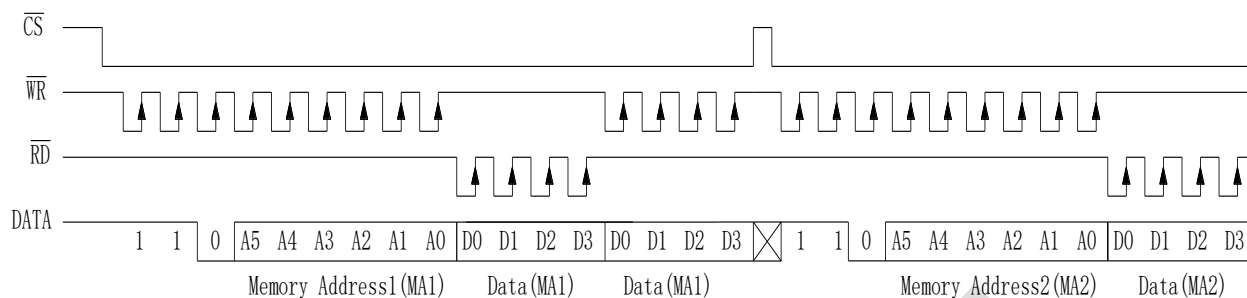 CS
WR
RD
DATA 1 1 0 A5 A4 A3 A2 A1 A0 D0 D1 D2 D3 D0 D1 D2 D3 1 1 0 A5 A4 A3 A2 A1 A0 D0 D1 D2 D3
Memory Address1(MA1) Data(MA1) Data(MA1) Memory Address2(MA2) Data(MA2)